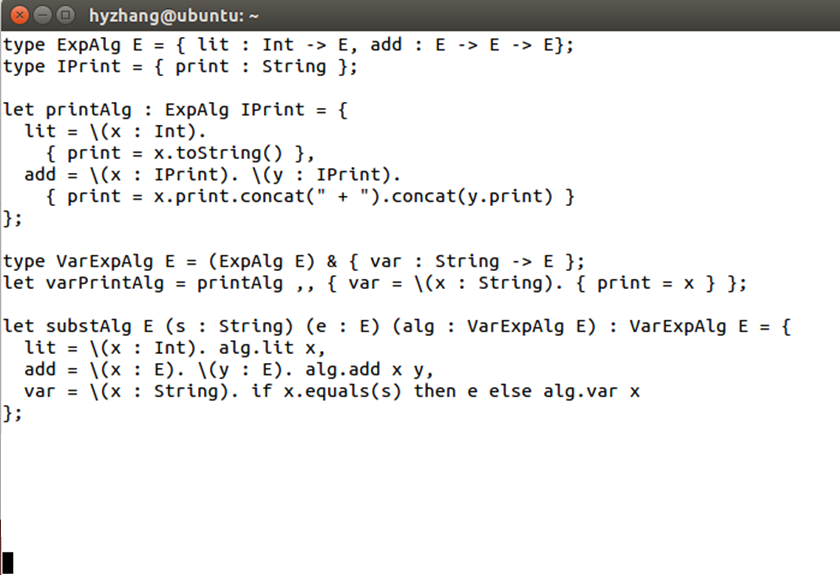 hyzhang@ubuntu: ~
type ExpAlg E = { lit : Int -> E, add : E -> E -> E};
type IPrint = { print : String };
let printAlg : ExpAlg IPrint = {
  lit = \(x : Int).
    { print = x.toString() },
  add = \(x : IPrint). \(y : IPrint).
    { print = x.print.concat(" + ").concat(y.print) }
};
type VarExpAlg E = (ExpAlg E) & { var : String -> E };
let varPrintAlg = printAlg ,, { var = \(x : String). { print = x } };
let substAlg E (s : String) (e : E) (alg : VarExpAlg E) : VarExpAlg E = {
  lit = \(x : Int). alg.lit x,
  add = \(x : E). \(y : E). alg.add x y,
  var = \(x : String). if x.equals(s) then e else alg.var x
};